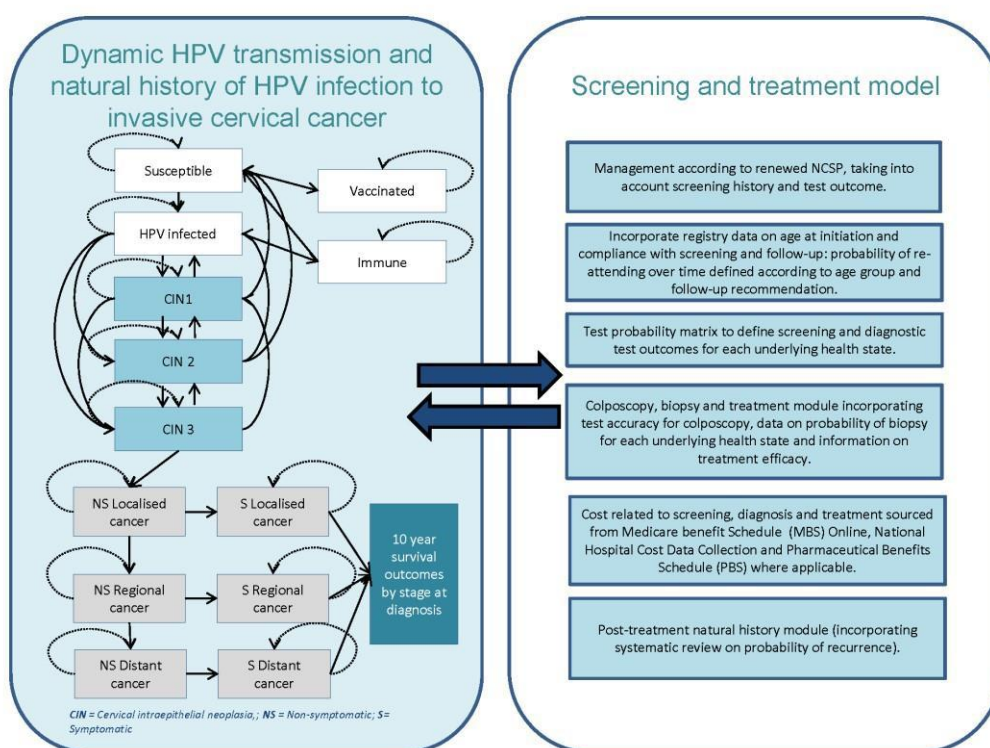 Dynamic HPV transmission and
natural history of HPV infection to
invasive cervical cancer
Susceptible
Vaccinated
HPV infected
Immune
CIN1
CIN 2
CIN 3
NS Localised
cancer
S Localised
cancer
NS Regional
cancer
S Regional
cancer
NS Distant
cancer
S Distant
cancer
10 year
survival
outcomes
by stage at
diagnosis
CIN = Cervical intraepithelial neoplasia,; NS = Non-symptomatic; S=
Symptomatic
Screening and treatment model
Management according to renewed NCSP, taking into
account screening history and test outcome.
Incorporate registry data on age at initiation and
compliance with screening and follow-up: probability of re-
attending over time defined according to age group and
follow-up recommendation.
Test probability matrix to define screening and diagnostic
test outcomes for each underlying health state.
Colposcopy, biopsy and treatment module incorporating
test accuracy for colposcopy, data on probability of biopsy
for each underlying health state and information on
treatment efficacy.
Cost related to screening, diagnosis and treatment sourced
from Medicare benefit Schedule (MBS) Online, National
Hospital Cost Data Collection and Pharmaceutical Benefits
Schedule (PBS) where applicable.
Post-treatment natural history module (incorporating
systematic review on probability of recurrence).